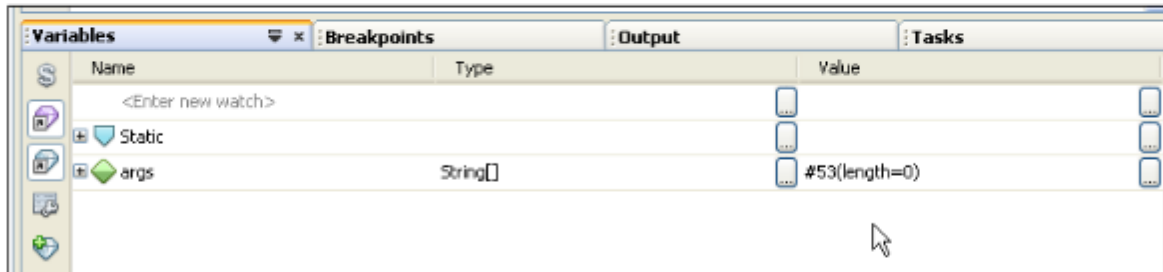 Variables Breakpoints Output Tasks
Name Type Value
<Enter new watch>
Static
args String[] #53(length=0)